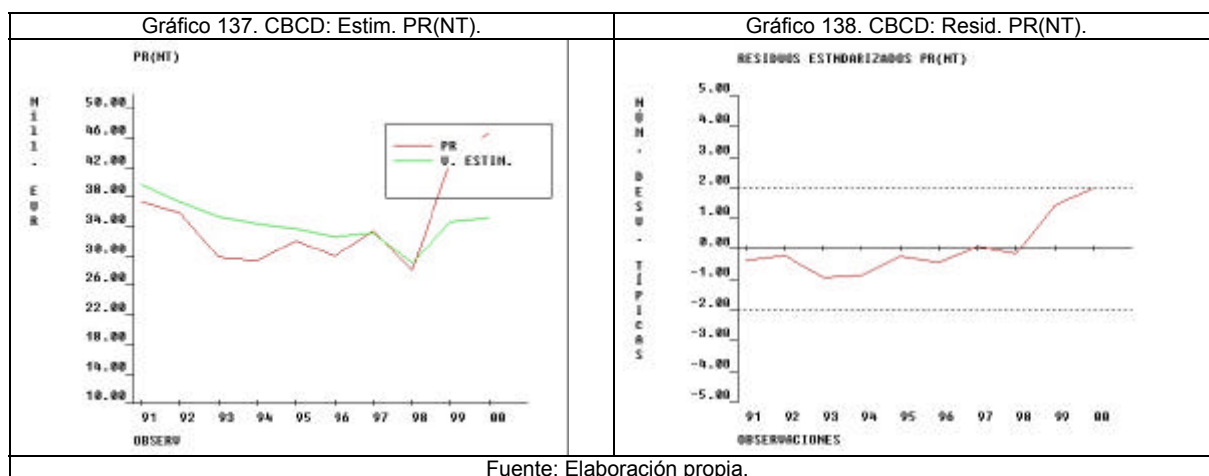 Gráfico 137. CBCD: Estim. PR(NT).
Gráfico 138. CBCD: Resid. PR(NT).
PR(NT)
Mill. EUR
50.00
46.00
42.00
38.00
34.00
30.00
26.00
22.00
18.00
14.00
10.00
PR
V. ESTIM.
91 92 93 94 95 96 97 98 99 00
OBSERV
RESIDUOS ESTNDARIZADOS PR(NT)
NÚM. DESV. TÍPICAS
5.00
4.00
3.00
2.00
1.00
0.00
-1.00
-2.00
-3.00
-4.00
-5.00
91 92 93 94 95 96 97 98 99 00
OBSERVACIONES
Fuente: Elaboración propia.